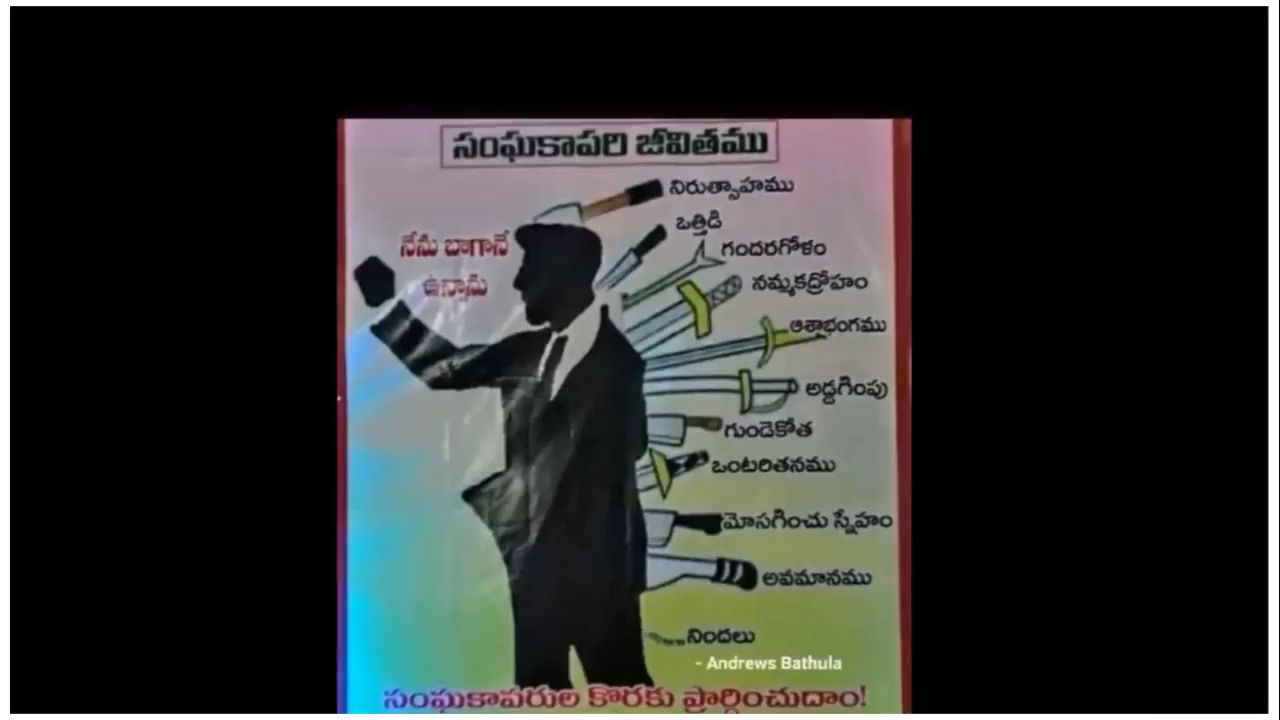 సంఘకాపరి జీవితము
నిరుత్సాహము
ఒత్తిడి
నేను బాగానే
ఉన్నాను
గందరగోళం
నమ్మకద్రోహం
ఆశాభంగము
అడ్డగింపు
గుండెకోత
ఒంటరితనము
మోసగించు స్నేహం
అవమానము
నిందలు
- Andrews Bathula
సంఘకాపరుల కొరకు ప్రార్థించుదాం!